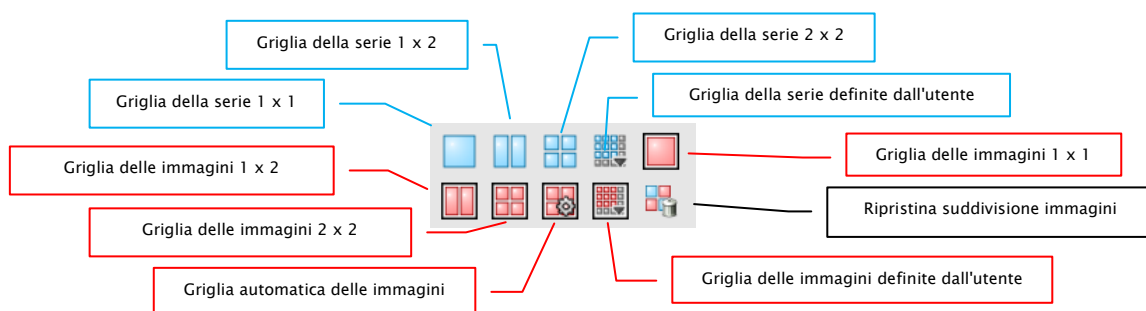 Griglia della serie 1 x 2
Griglia della serie 2 x 2
Griglia della serie 1 x 1
Griglia della serie definite dall'utente
Griglia delle immagini 1 x 2
Griglia delle immagini 1 x 1
Griglia delle immagini 2 x 2
Ripristina suddivisione immagini
Griglia automatica delle immagini
Griglia delle immagini definite dall'utente